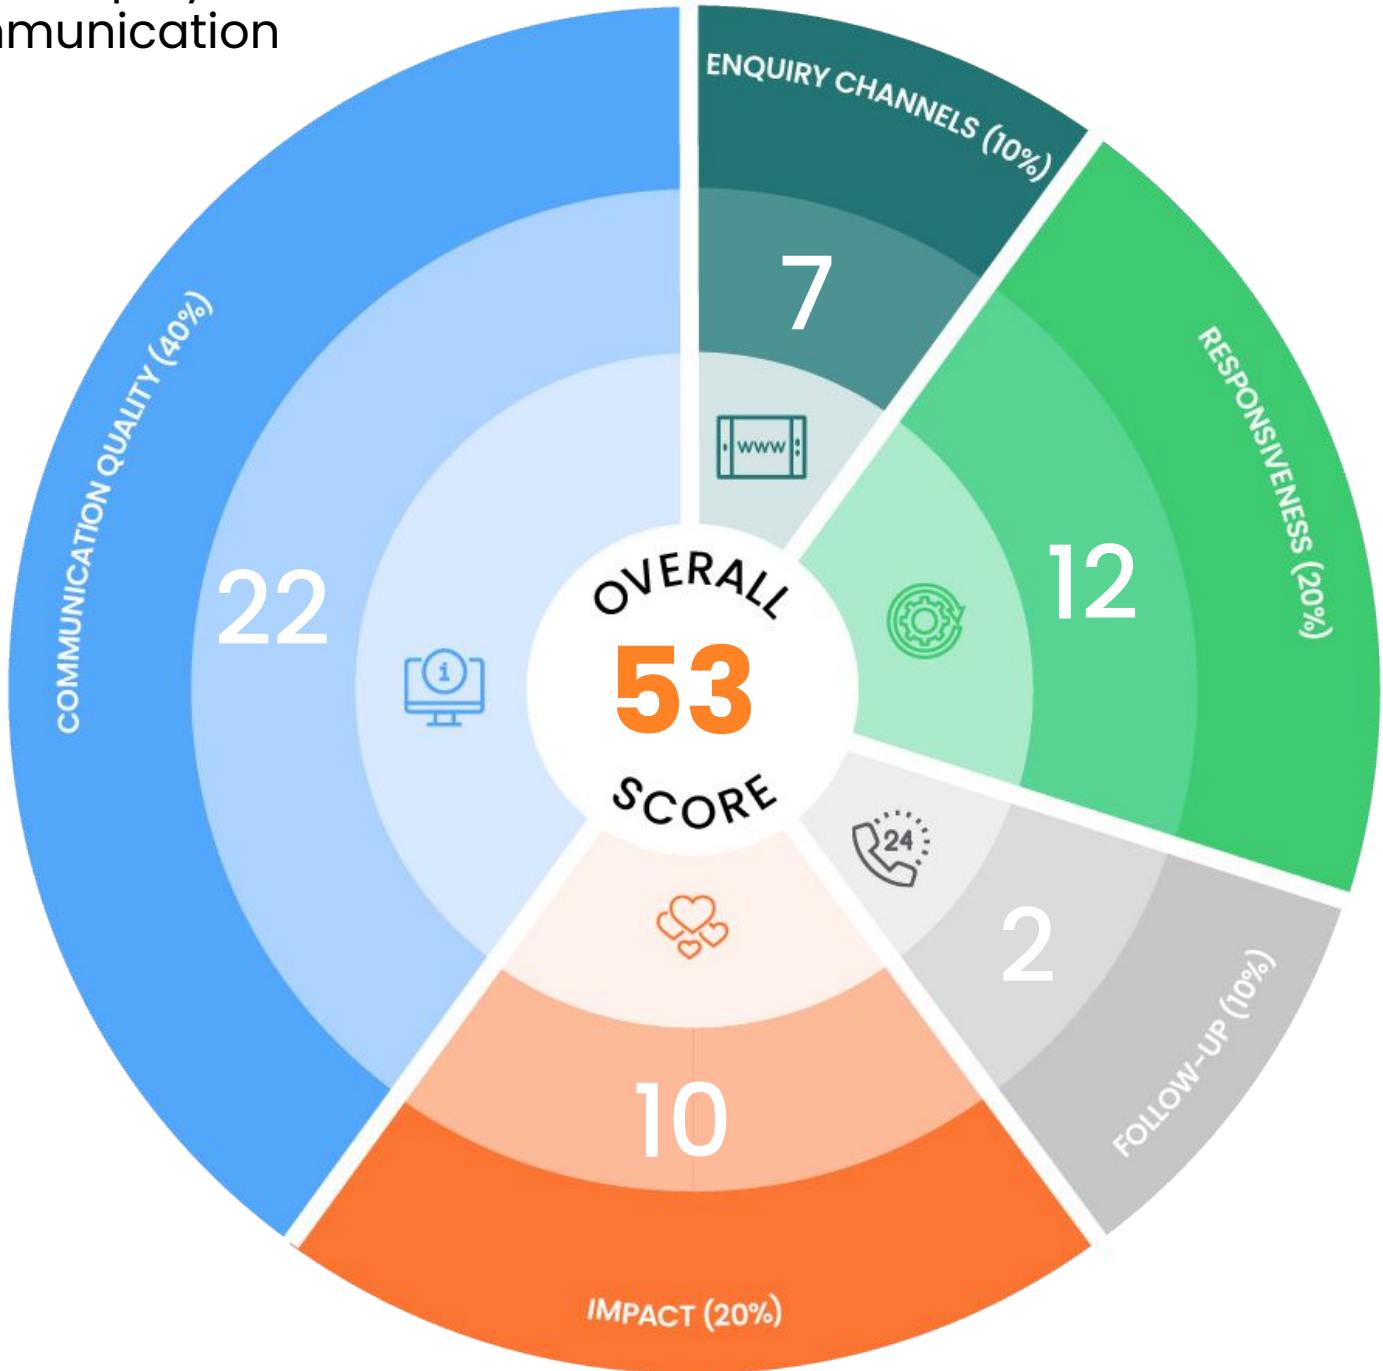 mmunication
ENQUIRY CHANNELS (10%)
7
www
RESPONSIVENESS (20%)
12
COMMUNICATION QUALITY (40%)
22
i
OVERALL
53
SCORE
24
2
FOLLOW-UP (10%)
10
IMPACT (20%)